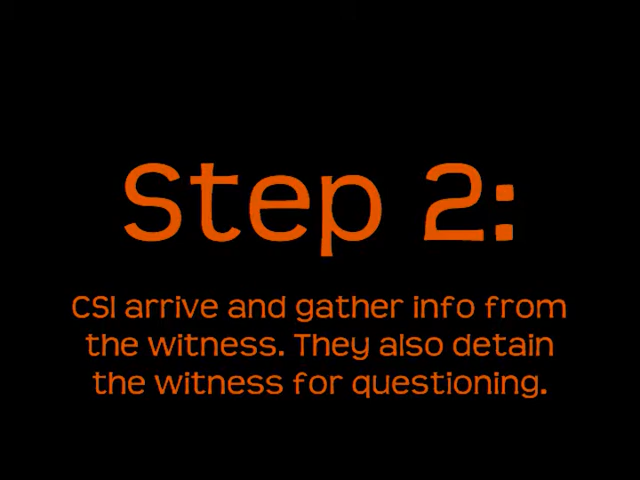 Step 2:
CSI arrive and gather info from
the witness. They also detain
the witness for questioning.